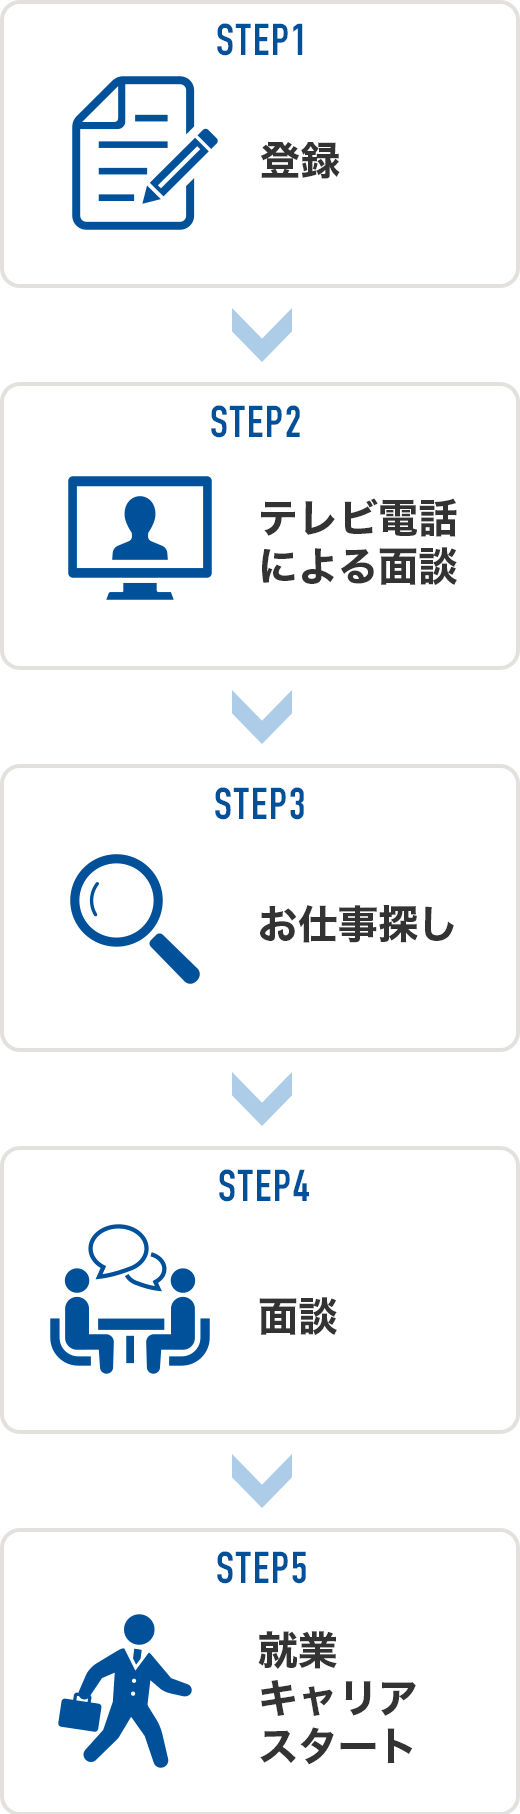 STEP1
登録
STEP2
テレビ電話
による面談
STEP3
お仕事探し
STEP4
面談
STEP5
就業
キャリア
スタート